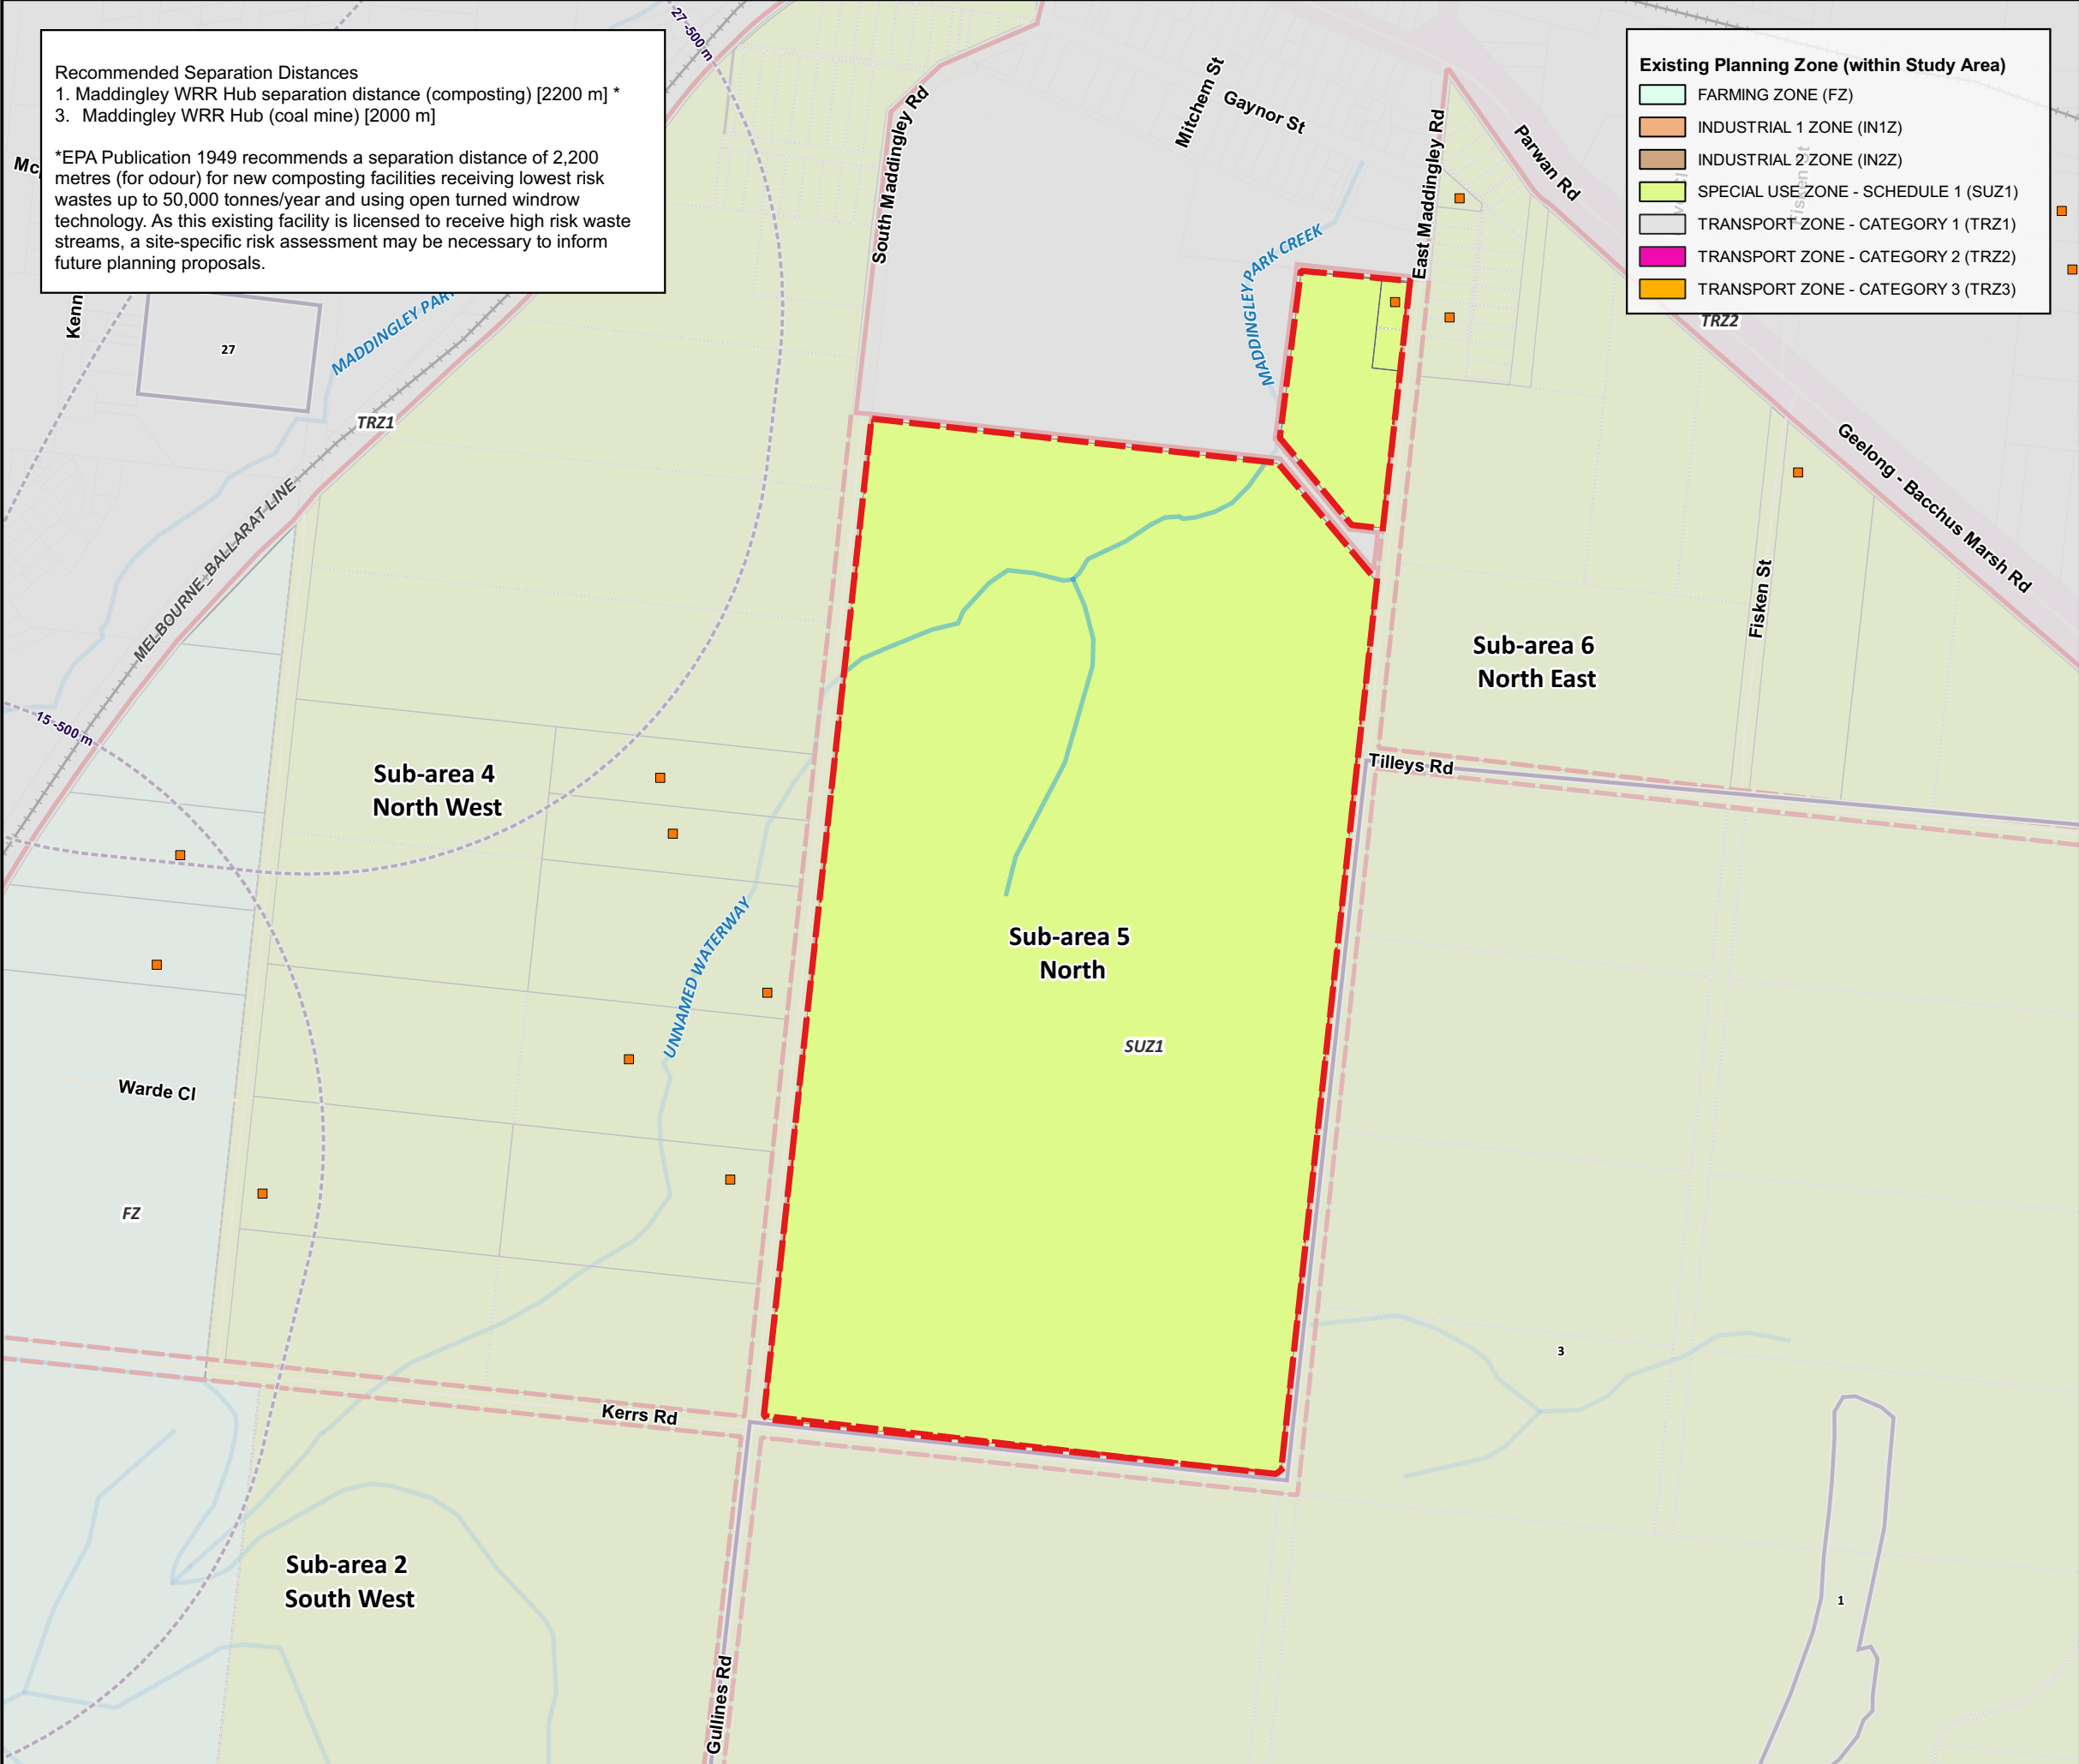 Recommended Separation Distances
1. Maddingley WRR Hub separation distance (composting) [2200 m] *
3. Maddingley WRR Hub (coal mine) [2000 m]
*EPA Publication 1949 recommends a separation distance of 2,200
metres (for odour) for new composting facilities receiving lowest risk
wastes up to 50,000 tonnes/year and using open turned windrow
technology. As this existing facility is licensed to receive high risk waste
streams, a site-specific risk assessment may be necessary to inform
future planning proposals.
Existing Planning Zone (within Study Area)
FARMING ZONE (FZ)
INDUSTRIAL 1 ZONE (IN1Z)
INDUSTRIAL 2 ZONE (IN2Z)
SPECIAL USE ZONE - SCHEDULE 1 (SUZ1)
TRANSPORT ZONE - CATEGORY 1 (TRZ1)
TRANSPORT ZONE - CATEGORY 2 (TRZ2)
TRANSPORT ZONE - CATEGORY 3 (TRZ3)
27 -500 m
South Maddingley Rd
Mitchem St
Gaynor St
East Maddingley Rd
Parwan Rd
Fisken St
TRZ2
MADDINGLEY PARK CREEK
MADDINGLEY PARK
Kenn
27
TRZ1
MELBOURNE_BALLARAT LINE
Geelong - Bacchus Marsh Rd
Fisken St
Sub-area 6
North East
15 -500 m
Sub-area 4
North West
Tilleys Rd
UNNAMED WATERWAY
Sub-area 5
North
SUZ1
Warde Cl
FZ
3
Kerrs Rd
Sub-area 2
South West
1
Gullines Rd